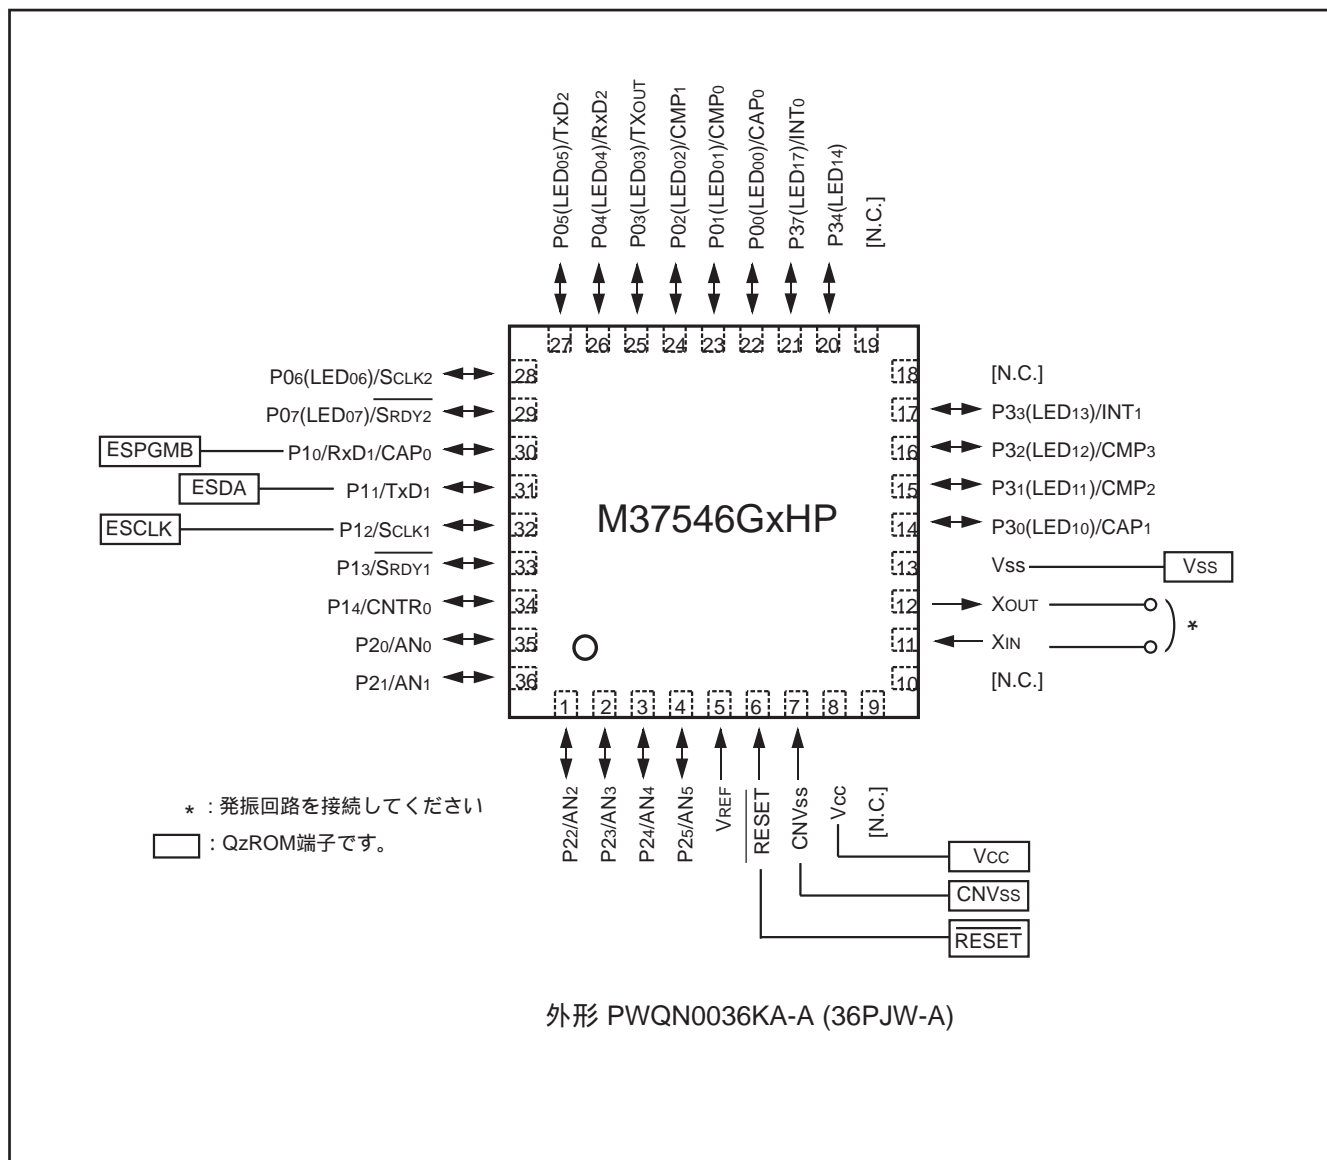 P05(LED05)/TxD2
P04(LED04)/RxD2
P03(LED03)/TXOUT
P02(LED02)/CMP1
P01(LED01)/CMP0
P00(LED00)/CAP0
P37(LED17)/INT0
P34(LED14)
[N.C.]
27 26 25 24 23 22 21 20 19
P06(LED06)/SCLK2 28
P07(LED07)/SRDY2 29
ESPGMB P10/RxD1/CAP0 30
ESDA P11/TxD1 31
ESCLK P12/SCLK1 32
P13/SRDY1 33
P14/CNTR0 34
P20/AN0 35
P21/AN1 36
M37546GxHP
18 [N.C.]
17 P33(LED13)/INT1
16 P32(LED12)/CMP3
15 P31(LED11)/CMP2
14 P30(LED10)/CAP1
13 Vss VSS
12 XOUT
11 XIN
*
10 [N.C.]
1 2 3 4 5 6 7 8 9
P22/AN2
P23/AN3
P24/AN4
P25/AN5
VREF
RESET
CNVss
Vcc
[N.C.]
VCC
CNVSS
RESET
* : 発振回路を接続してください
: QzROM端子です。
外形 PWQN0036KA-A (36PJW-A)